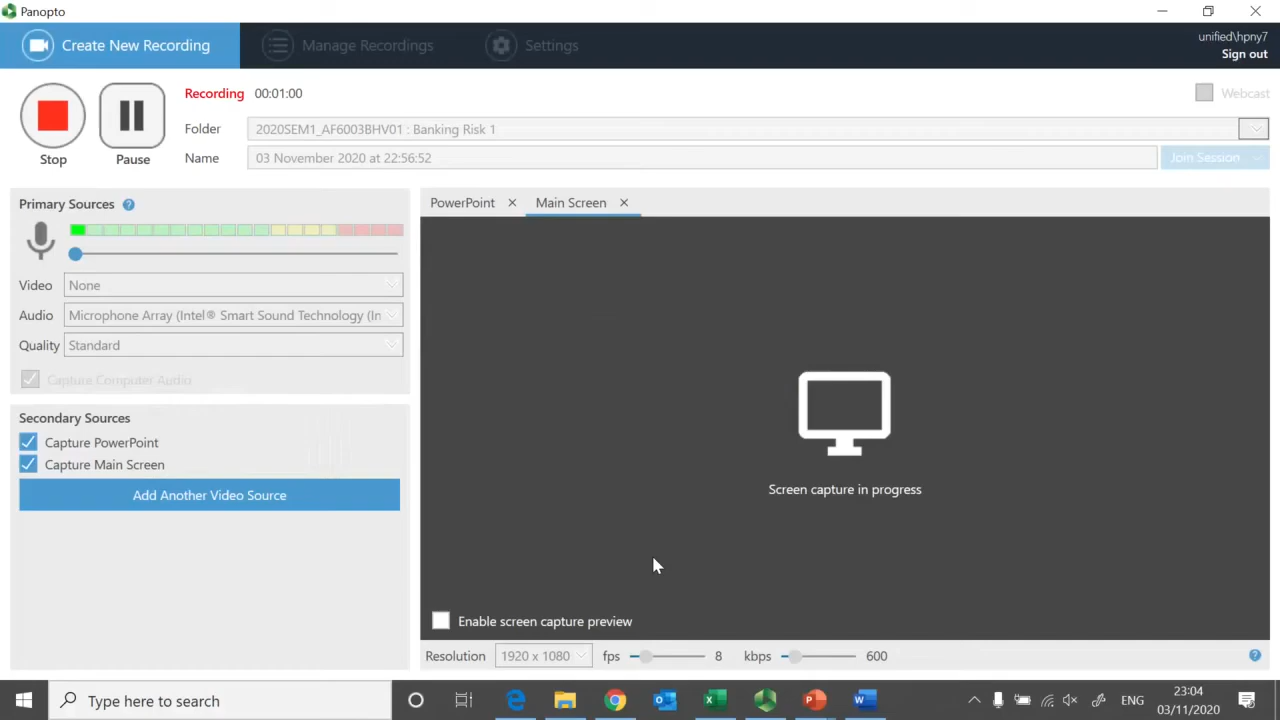 Panopto
Create New Recording
Manage Recordings
Settings
unified\hpny7
Sign out
Recording 00:01:00
Webcast
Folder
2020SEM1_AF6003BHV01 : Banking Risk 1
Stop
Pause
Name
03 November 2020 at 22:56:52
Join Session
Primary Sources ?
PowerPoint
Main Screen
Video
None
Audio
Microphone Array (Intel® Smart Sound Technology (In
Quality
Standard
Capture Computer Audio
Secondary Sources
Capture PowerPoint
Capture Main Screen
Add Another Video Source
Screen capture in progress
Enable screen capture preview
Resolution 1920 x 1080 fps 8 kbps 600 ?
Type here to search
ENG
23:04
03/11/2020